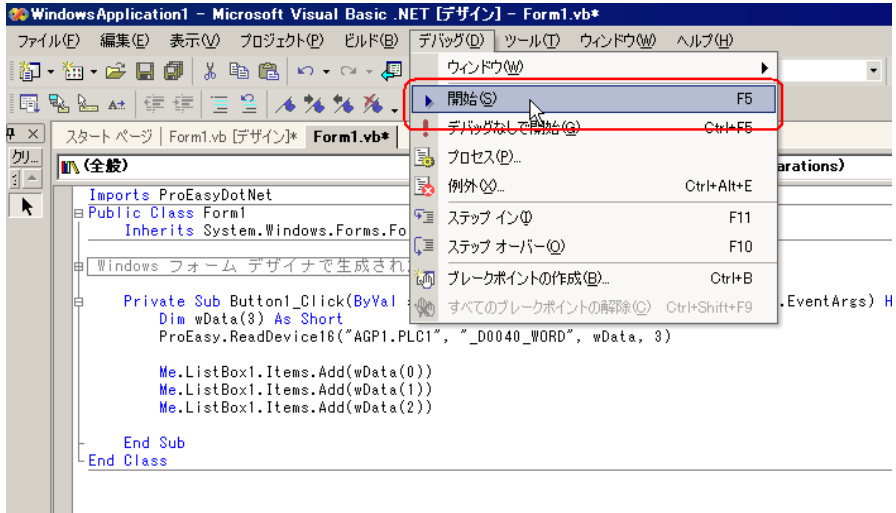 WindowsApplication1 - Microsoft Visual Basic .NET [デザイン] - Form1.vb*
ファイル(F) 編集(E) 表示(V) プロジェクト(P) ビルド(B) デバッグ(D) ツール(T) ウィンドウ(W) ヘルプ(H)
ウィンドウ(W)
開始(S) F5
デバッグなしで開始(G) Ctrl+F5
プロセス(P)...
例外(X)... Ctrl+Alt+E
ステップ イン(I) F11
ステップ オーバー(O) F10
ブレークポイントの作成(B)... Ctrl+B
すべてのブレークポイントの解除(C) Ctrl+Shift+F9
スタート ページ Form1.vb [デザイン]* Form1.vb*
クリ...
(全般) arations)
Imports ProEasyDotNet
Public Class Form1
Inherits System.Windows.Forms.Fo
Windows フォーム デザイナで生成され
Private Sub Button1_Click(ByVal .EventArgs) H
Dim wData(3) As Short
ProEasy.ReadDevice16("AGP1.PLC1", "_D0040_WORD", wData, 3)
Me.ListBox1.Items.Add(wData(0))
Me.ListBox1.Items.Add(wData(1))
Me.ListBox1.Items.Add(wData(2))
End Sub
End Class